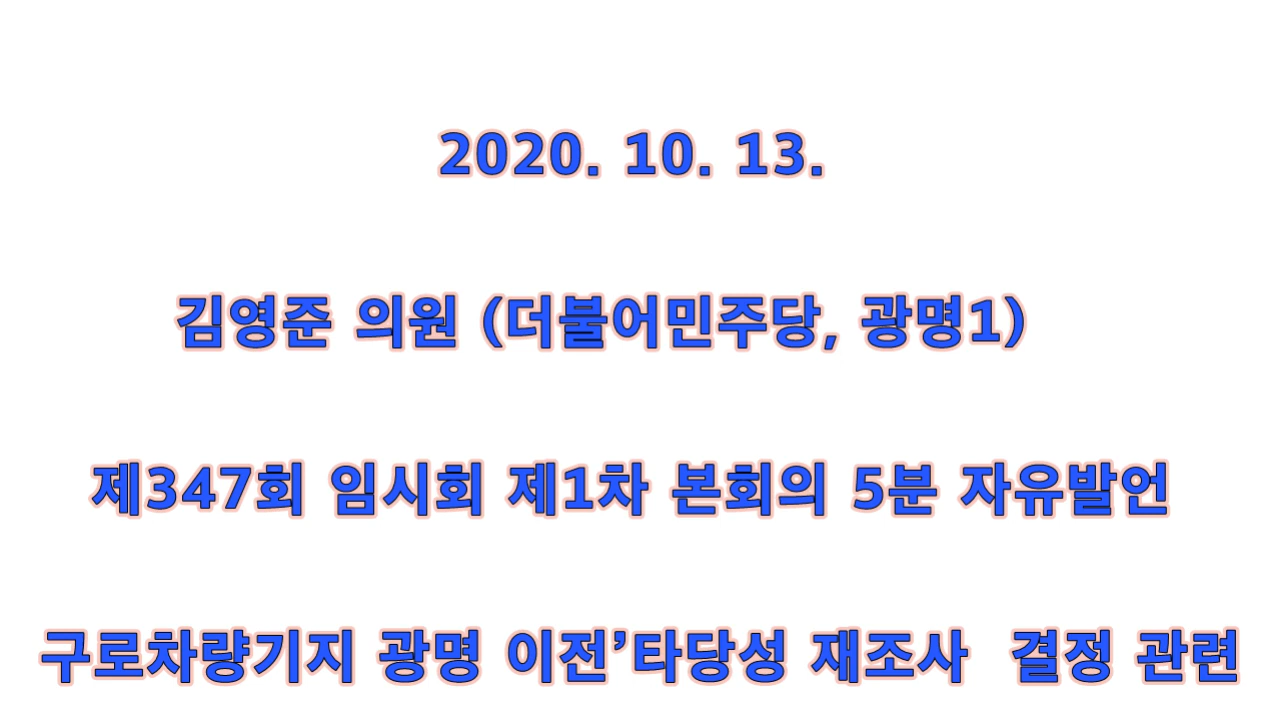 2020. 10. 13.
김영준 의원 (더불어민주당, 광명1)
제347회 임시회 제1차 본회의 5분 자유발언
구로차량기지 광명 이전’타당성 재조사 결정 관련